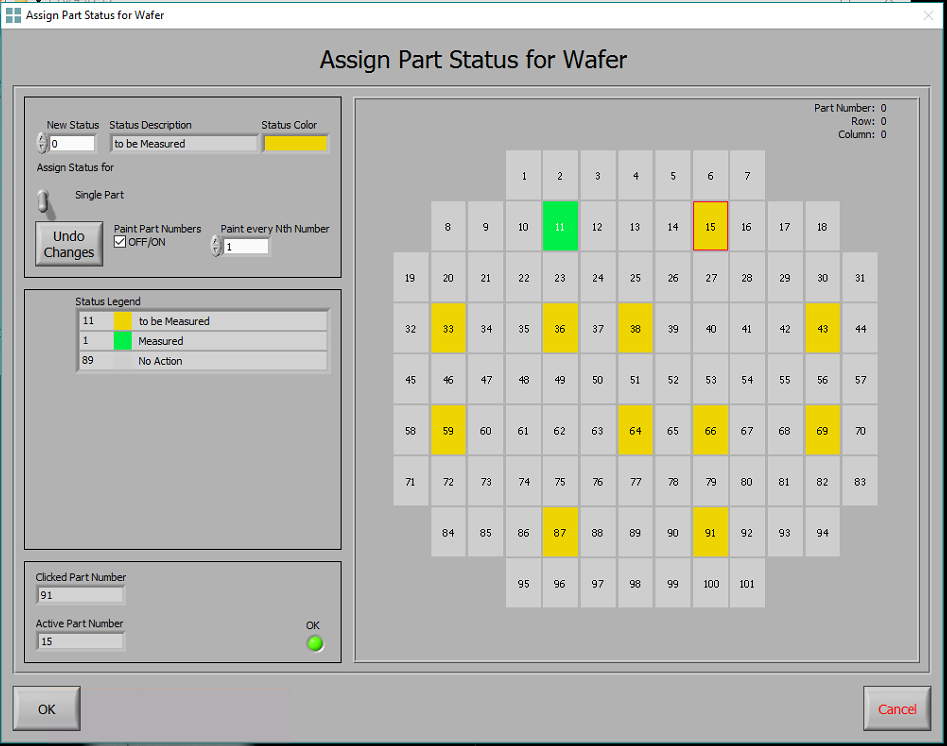 Assign Part Status for Wafer
Assign Part Status for Wafer
New Status Status Description Status Color
0 to be Measured
Assign Status for
Single Part
Undo Changes
Paint Part Numbers
OFF/ON
Paint every Nth Number
1
Status Legend
11 to be Measured
1 Measured
89 No Action
Clicked Part Number
91
Active Part Number
15
OK
Part Number: 0
Row: 0
Column: 0
1 2 3 4 5 6 7
8 9 10 11 12 13 14 15 16 17 18
19 20 21 22 23 24 25 26 27 28 29 30 31
32 33 34 35 36 37 38 39 40 41 42 43 44
45 46 47 48 49 50 51 52 53 54 55 56 57
58 59 60 61 62 63 64 65 66 67 68 69 70
71 72 73 74 75 76 77 78 79 80 81 82 83
84 85 86 87 88 89 90 91 92 93 94
95 96 97 98 99 100 101
OK
Cancel